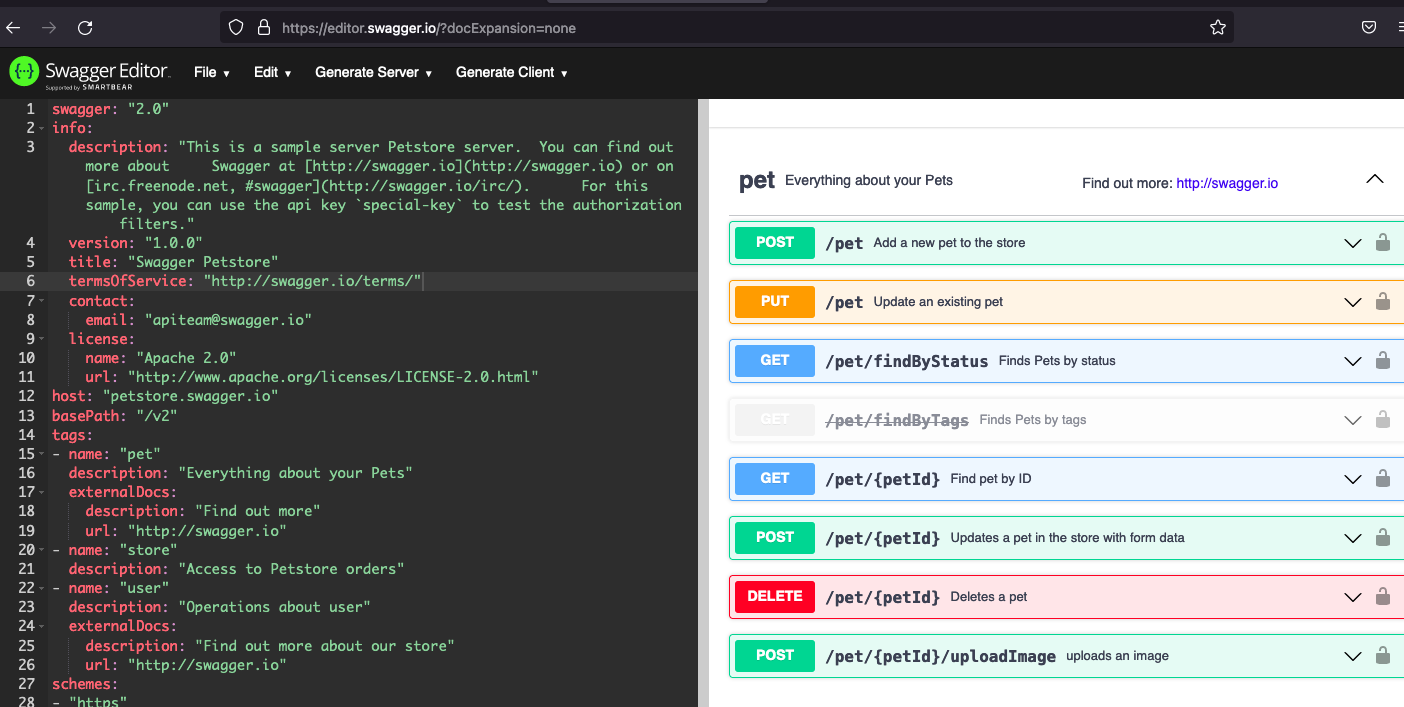 https://editor.swagger.io/?docExpansion=none
{...} Swagger Editor File ▾ Edit ▾ Generate Server ▾ Generate Client ▾
Supported by SMARTBEAR
1 swagger: "2.0"
2 info:
3 description: "This is a sample server Petstore server.  You can find out
more about     Swagger at [http://swagger.io](http://swagger.io) or on
[irc.freenode.net, #swagger](http://swagger.io/irc/).      For this
sample, you can use the api key `special-key` to test the authorization
filters."
4 version: "1.0.0"
5 title: "Swagger Petstore"
6 termsOfService: "http://swagger.io/terms/"
7 contact:
8 email: "apiteam@swagger.io"
9 license:
10 name: "Apache 2.0"
11 url: "http://www.apache.org/licenses/LICENSE-2.0.html"
12 host: "petstore.swagger.io"
13 basePath: "/v2"
14 tags:
15 - name: "pet"
16 description: "Everything about your Pets"
17 externalDocs:
18 description: "Find out more"
19 url: "http://swagger.io"
20 - name: "store"
21 description: "Access to Petstore orders"
22 - name: "user"
23 description: "Operations about user"
24 externalDocs:
25 description: "Find out more about our store"
26 url: "http://swagger.io"
27 schemes:
28 - "https"
pet Everything about your Pets Find out more: http://swagger.io
POST /pet Add a new pet to the store
PUT /pet Update an existing pet
GET /pet/findByStatus Finds Pets by status
GET /pet/findByTags Finds Pets by tags
GET /pet/{petId} Find pet by ID
POST /pet/{petId} Updates a pet in the store with form data
DELETE /pet/{petId} Deletes a pet
POST /pet/{petId}/uploadImage uploads an image